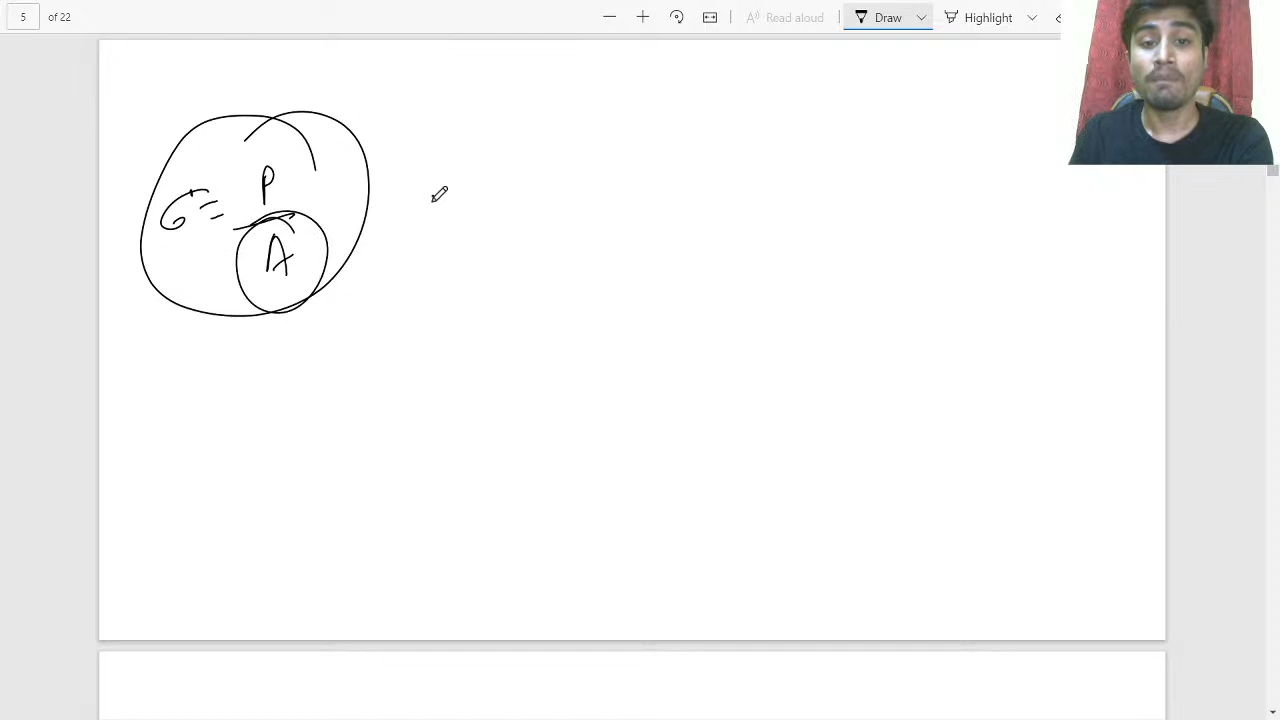 5 of 22 Read aloud Draw Highlight
σ = P
A